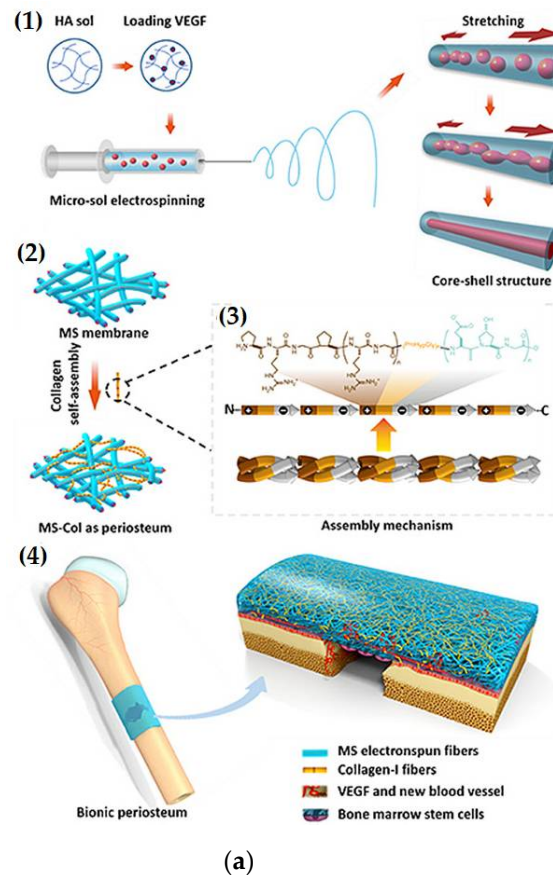 (1)
HA sol
Loading VEGF
Stretching
Micro-sol electrospinning
Core-shell structure
(2)
MS membrane
Collagen
self-assembly
MS-Col as periosteum
(3)
N
C
Assembly mechanism
(4)
Bionic periosteum
MS electronspun fibers
Collagen-I fibers
VEGF and new blood vessel
Bone marrow stem cells
(a)